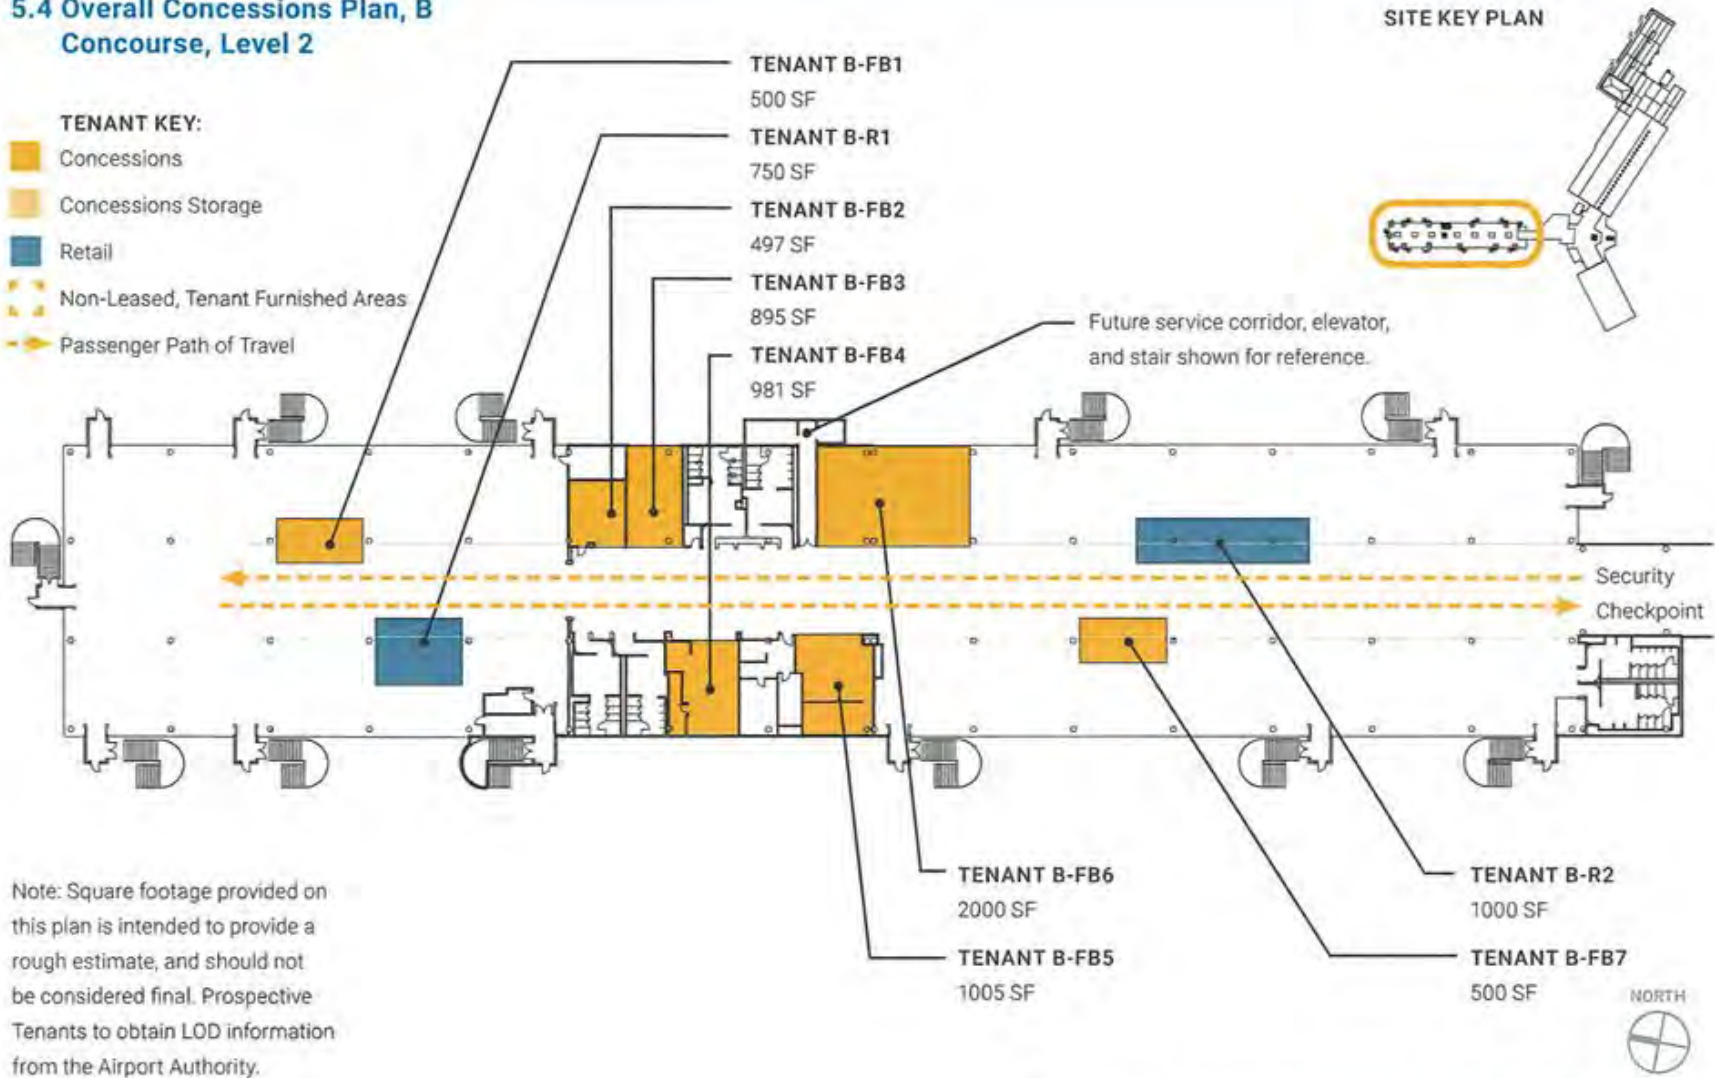 5.4 Overall Concessions Plan, B
Concourse, Level 2
SITE KEY PLAN
TENANT KEY:
Concessions
Concessions Storage
Retail
Non-Leased, Tenant Furnished Areas
Passenger Path of Travel
TENANT B-FB1
500 SF
TENANT B-R1
750 SF
TENANT B-FB2
497 SF
TENANT B-FB3
895 SF
TENANT B-FB4
981 SF
Future service corridor, elevator,
and stair shown for reference.
Security
Checkpoint
TENANT B-FB6
2000 SF
TENANT B-FB5
1005 SF
TENANT B-R2
1000 SF
TENANT B-FB7
500 SF
Note: Square footage provided on
this plan is intended to provide a
rough estimate, and should not
be considered final. Prospective
Tenants to obtain LOD information
from the Airport Authority.
NORTH